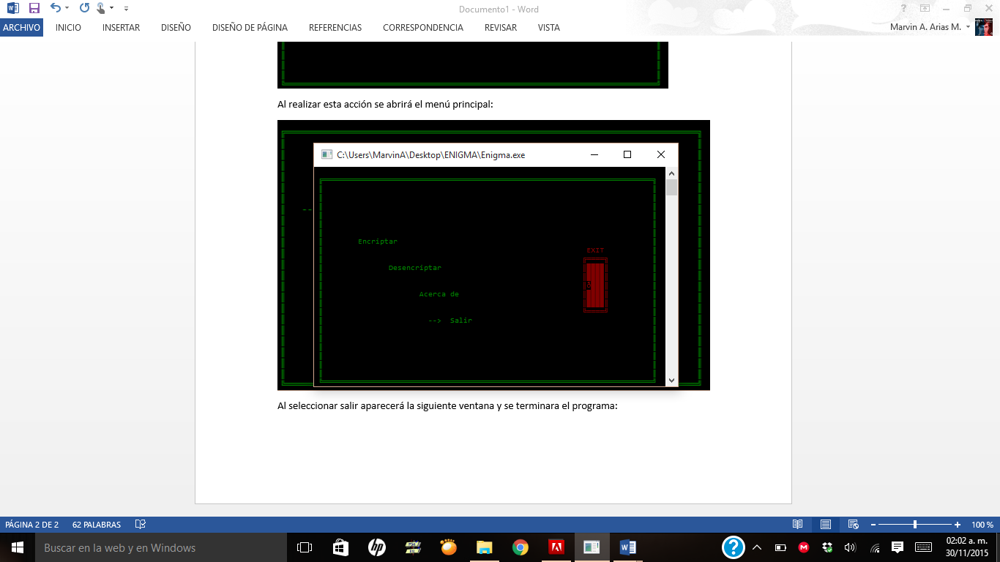 Documento1 - Word
ARCHIVO INICIO INSERTAR DISEÑO DISEÑO DE PÁGINA REFERENCIAS CORRESPONDENCIA REVISAR VISTA
Marvin A. Arias M.
Al realizar esta acción se abrirá el menú principal:
C:\Users\MarvinA\Desktop\ENIGMA\Enigma.exe
--
Encriptar
EXIT
Desencriptar
Acerca de
--> Salir
Al seleccionar salir aparecerá la siguiente ventana y se terminara el programa:
PÁGINA 2 DE 2 62 PALABRAS
100 %
Buscar en la web y en Windows
02:02 a. m.
30/11/2015